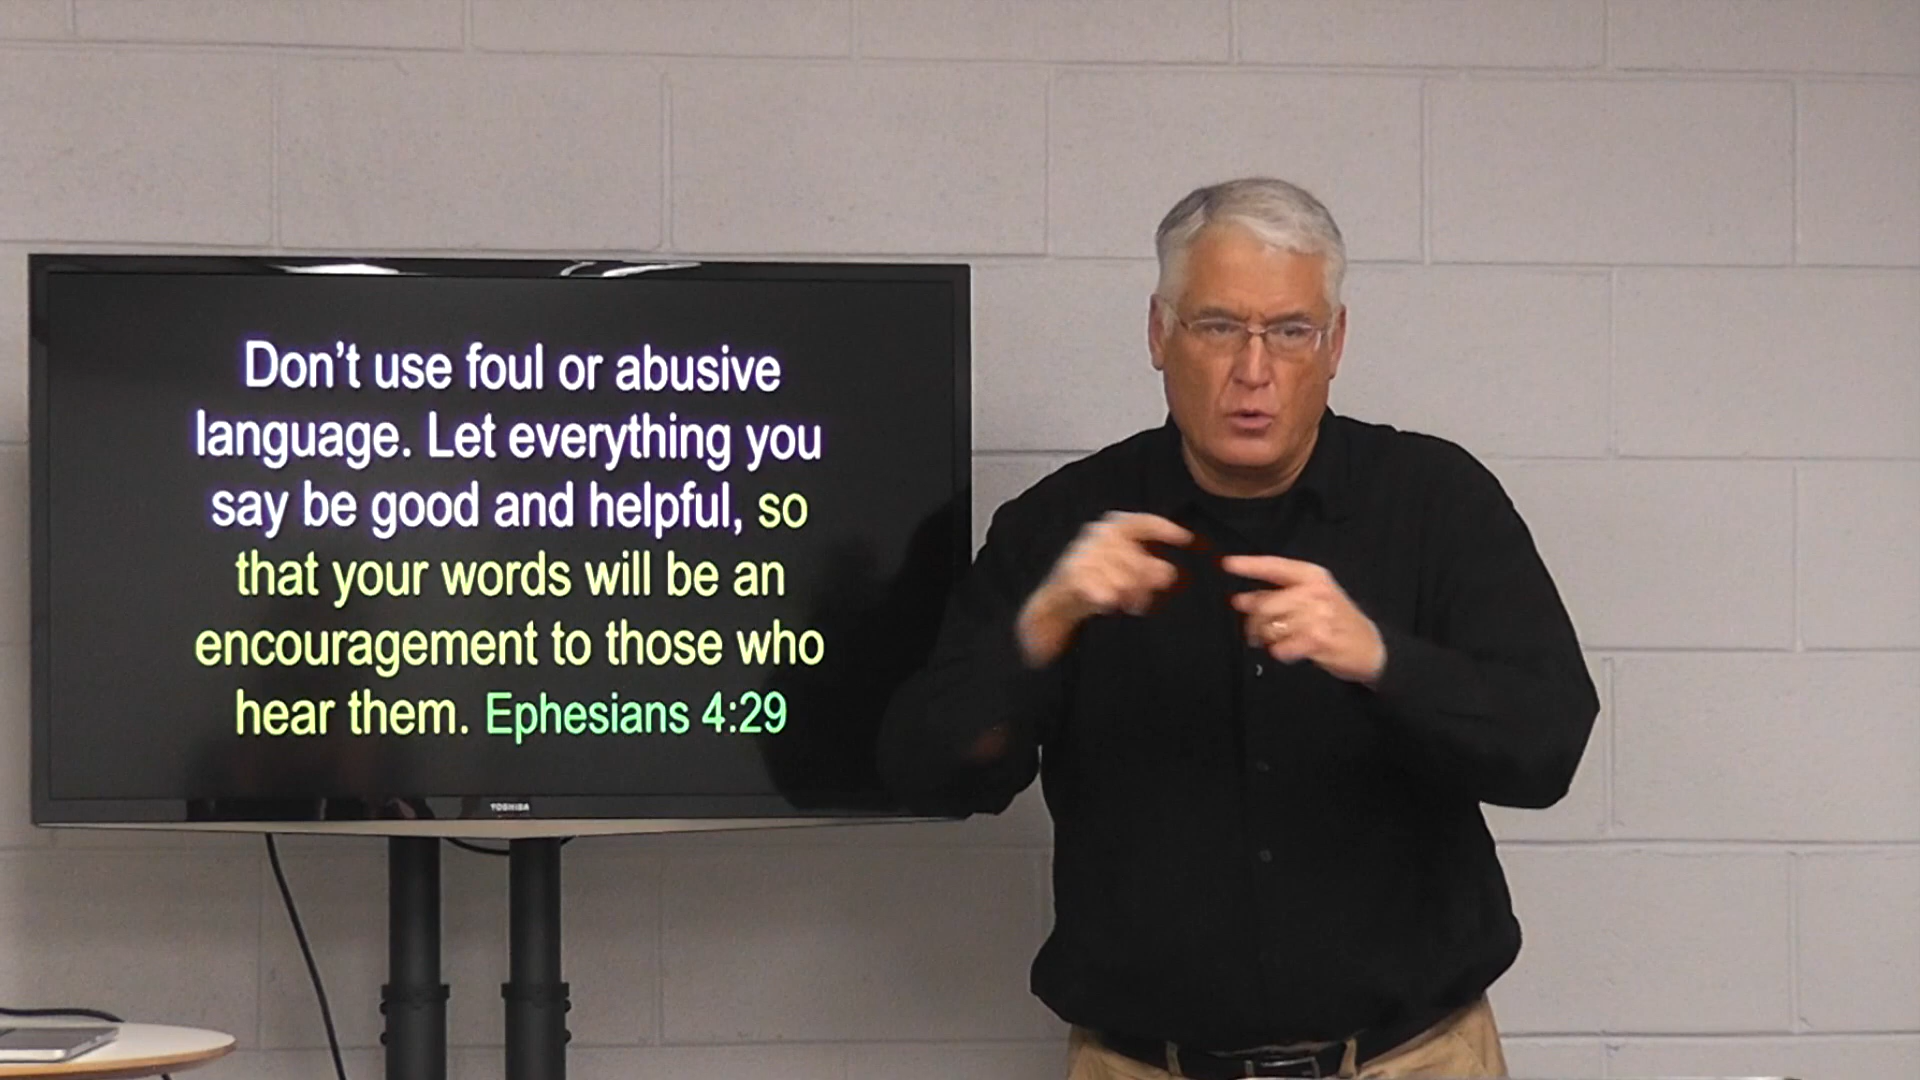 Don't use foul or abusive
language. Let everything you
say be good and helpful, so
that your words will be an
encouragement to those who
hear them. Ephesians 4:29
TOSHIBA